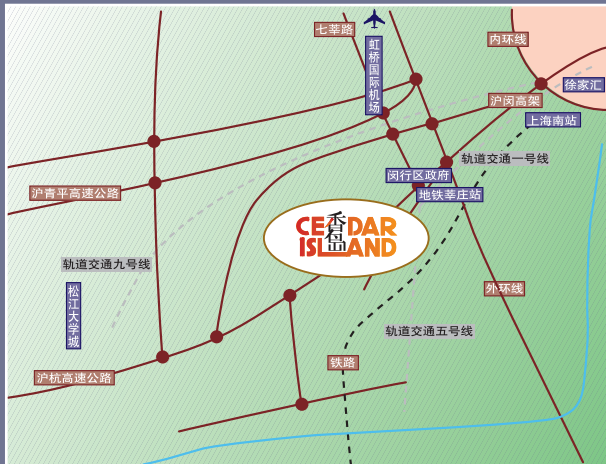 七莘路
内环线
虹桥国际机场
徐家汇
沪闵高架
上海南站
轨道交通一号线
闵行区政府
地铁莘庄站
沪青平高速公路
香岛
CEDAR
ISLAND
轨道交通九号线
松江大学城
外环线
轨道交通五号线
铁路
沪杭高速公路